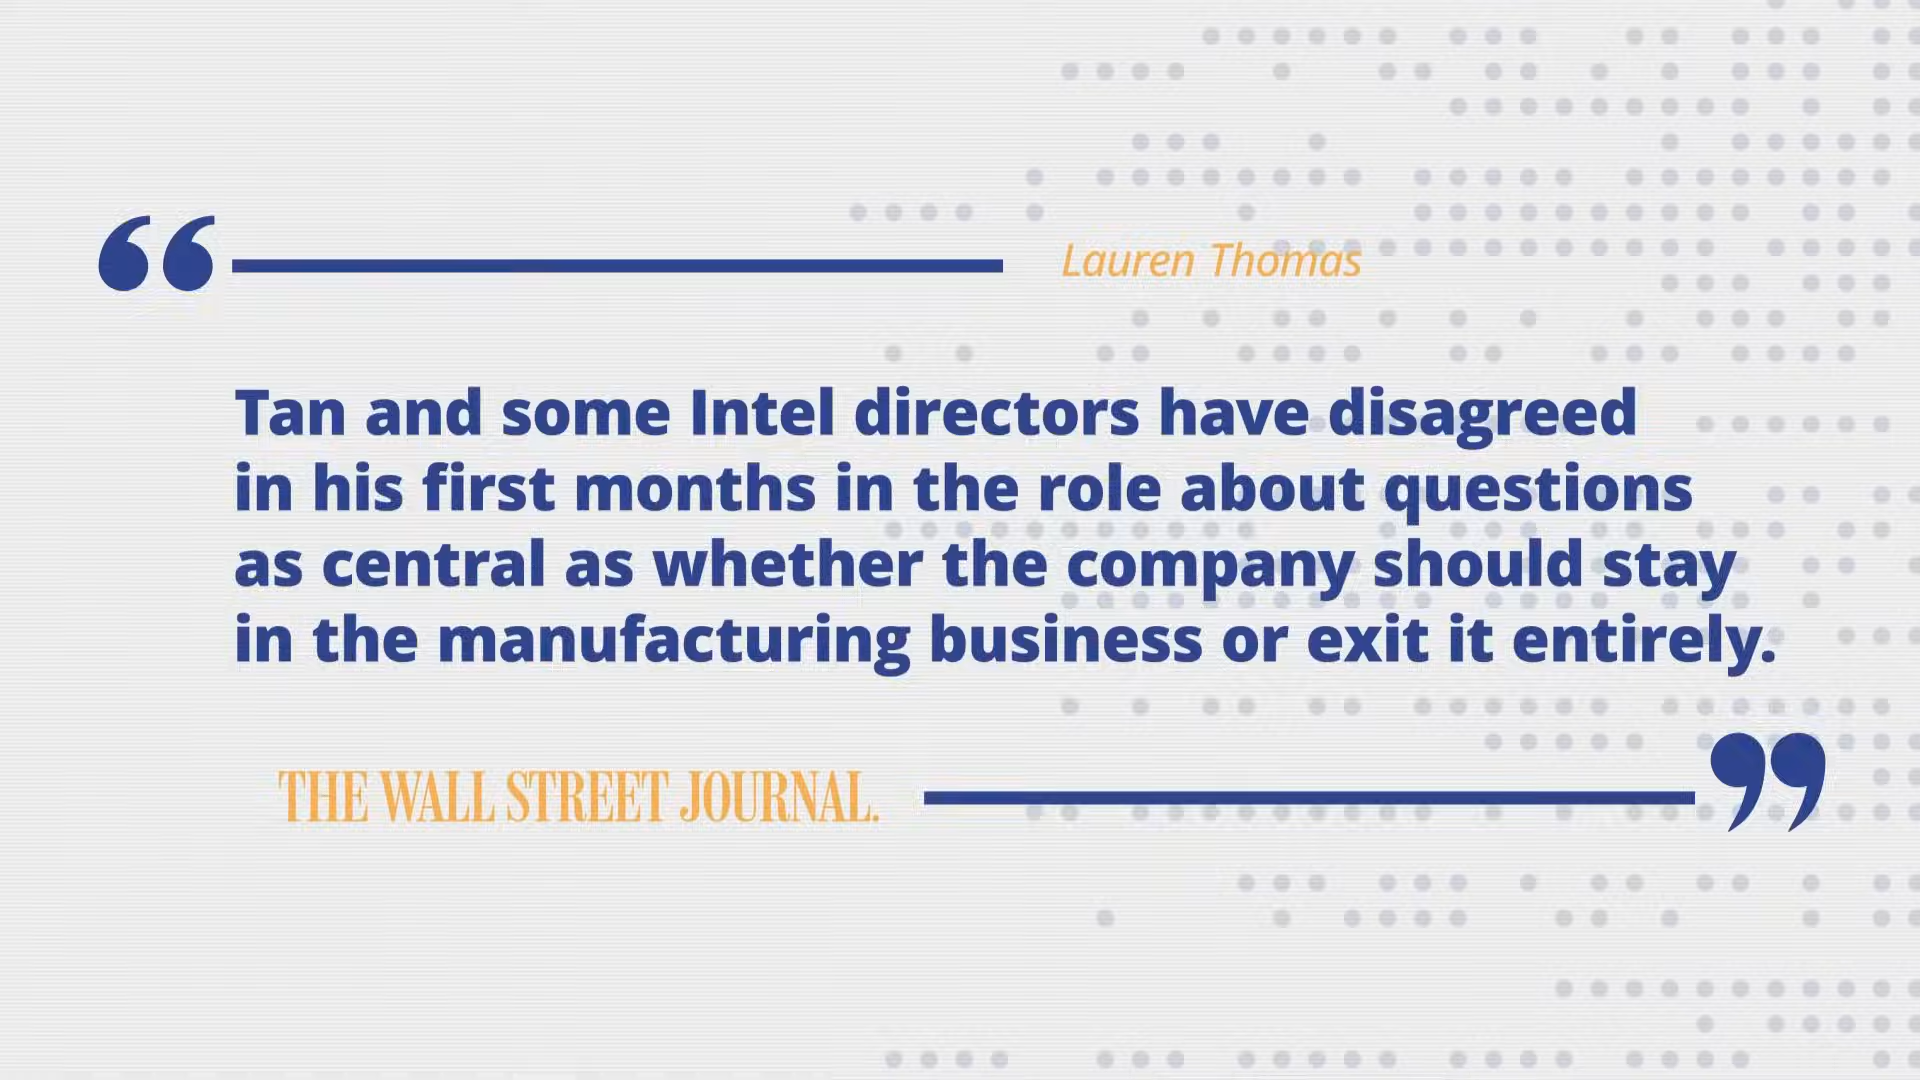 “
Lauren Thomas
Tan and some Intel directors have disagreed
in his first months in the role about questions
as central as whether the company should stay
in the manufacturing business or exit it entirely.
THE WALL STREET JOURNAL.
”